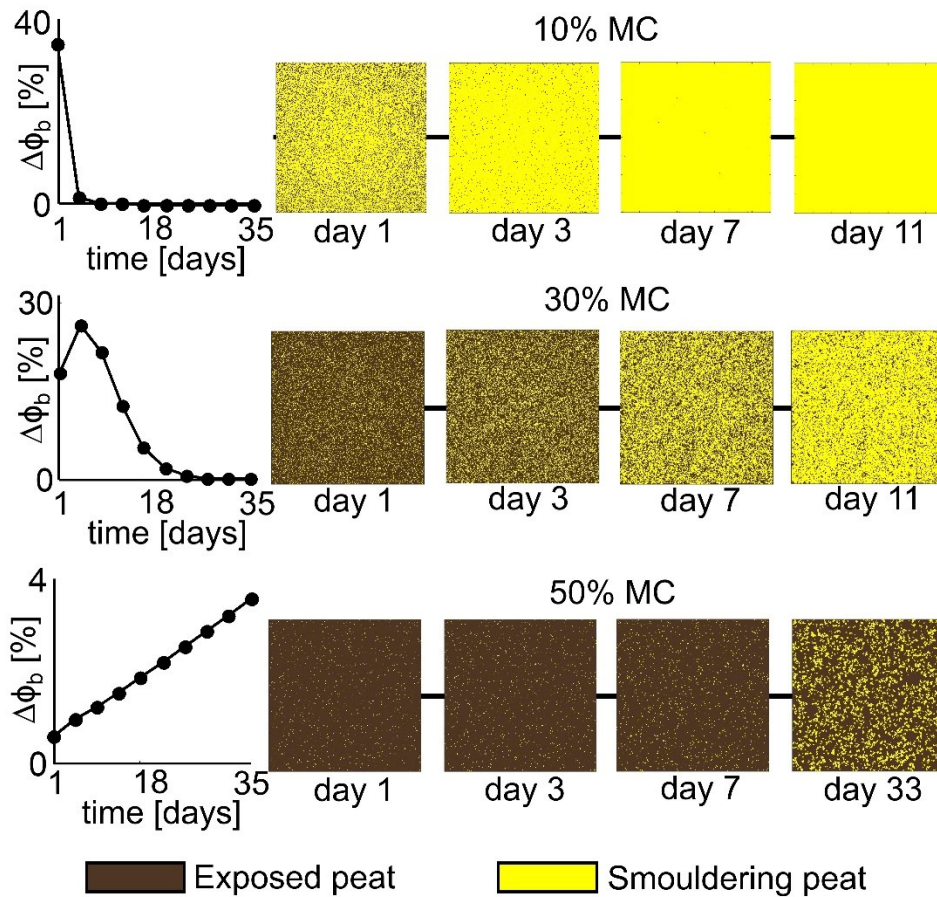 10% MC
40
Δϕb [%]
0
1 18 35
time [days]
day 1 day 3 day 7 day 11
30% MC
30
Δϕb [%]
0
1 18 35
time [days]
day 1 day 3 day 7 day 11
50% MC
4
Δϕb [%]
0
1 18 35
time [days]
day 1 day 3 day 7 day 33
Exposed peat Smouldering peat